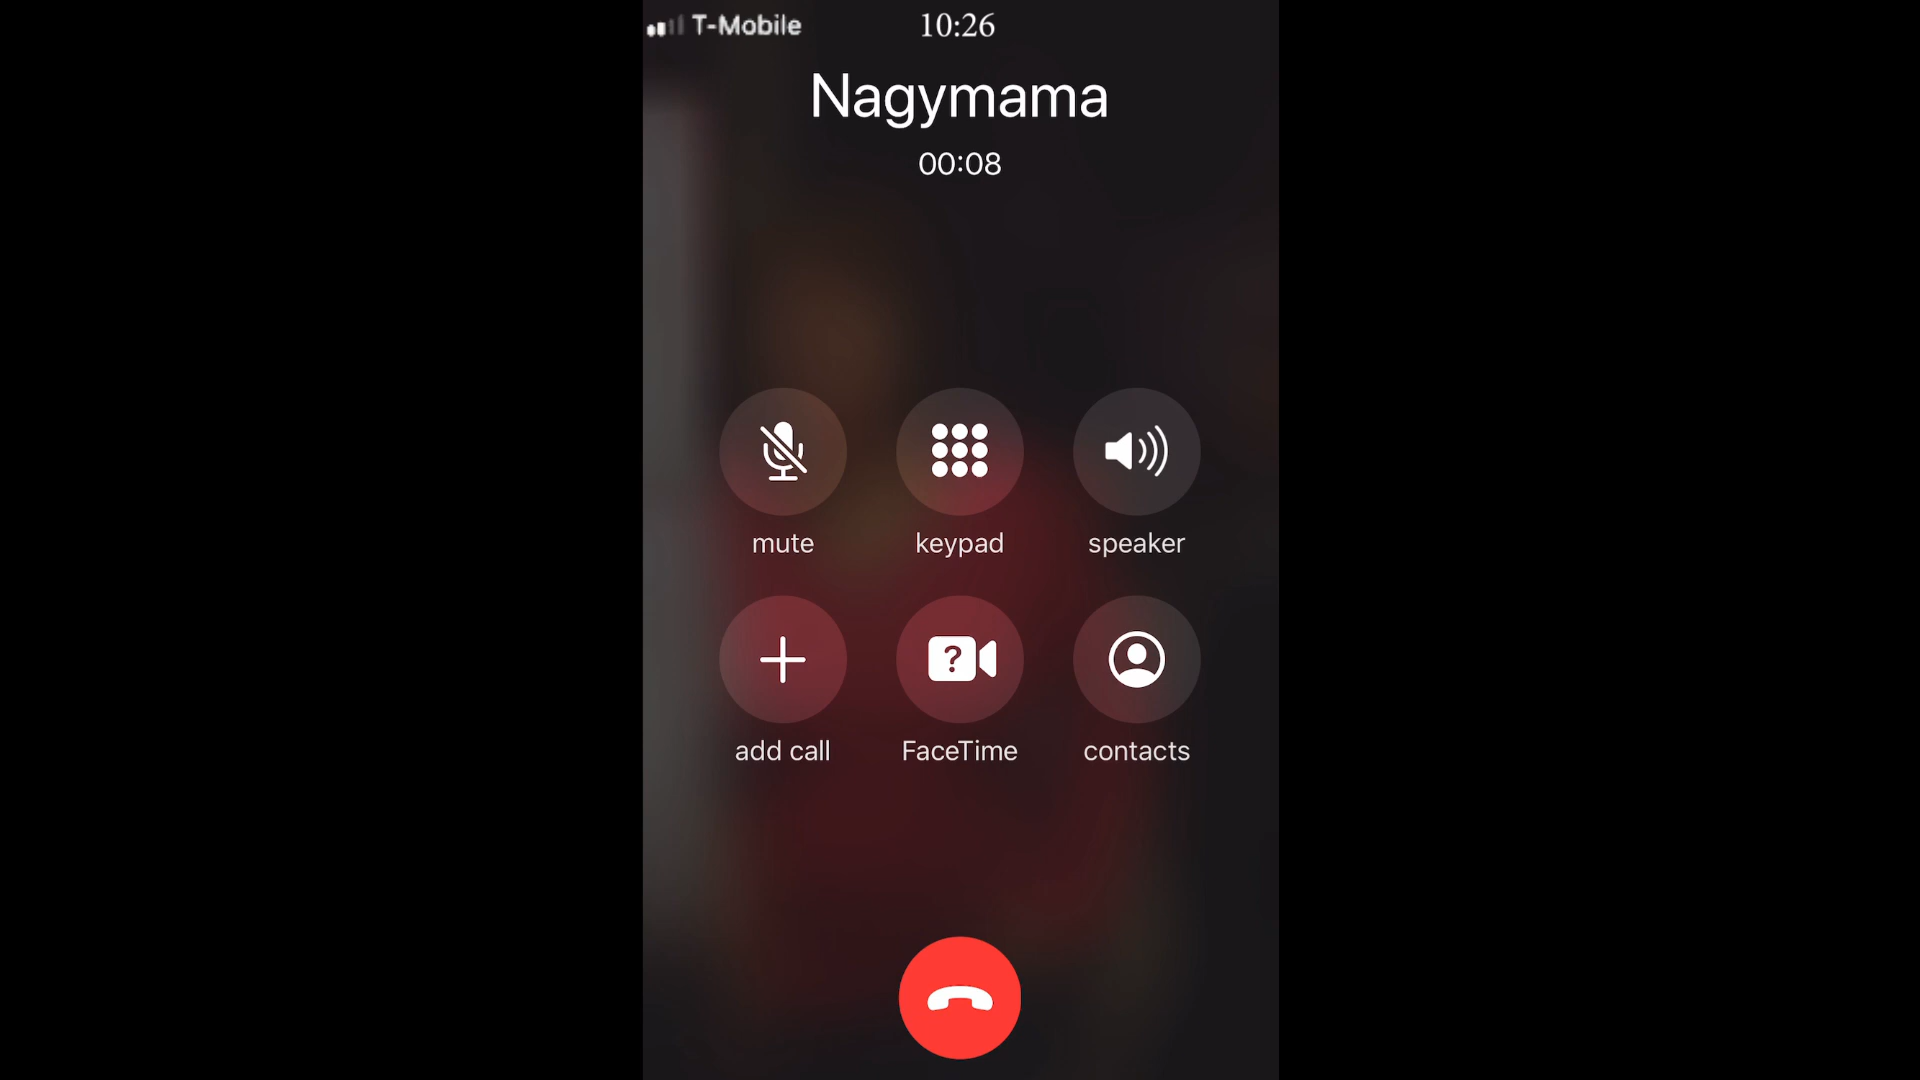 T-Mobile 10:26
Nagymama
00:08
mute keypad speaker
add call FaceTime contacts